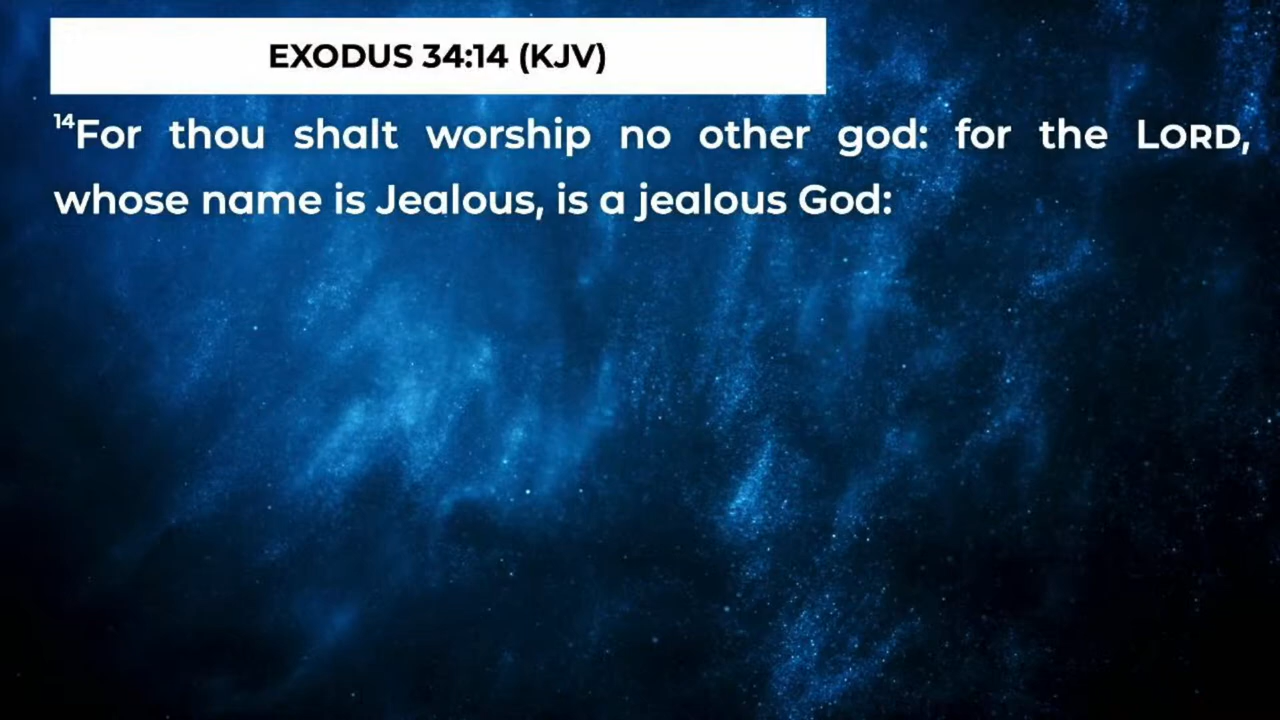 EXODUS 34:14 (KJV)
14For thou shalt worship no other god: for the LORD,
whose name is Jealous, is a jealous God: